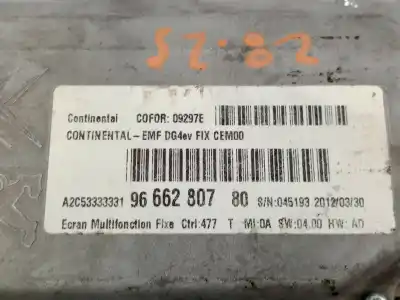 52.82
Continental COFOR: 09297E
CONTINENTAL-EMF DG4ev FIX CEM00
A2C53333331 96 662 807 80 S/N:045193 2012/03/30
Ecran Multifonction Fixe Ctrl:477 T MI:DA SW:04.00 HW: AD